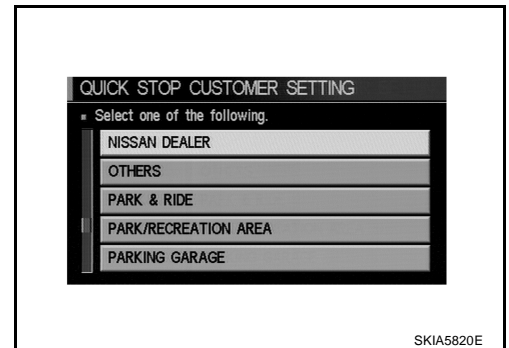 QUICK STOP CUSTOMER SETTING
Select one of the following.
NISSAN DEALER
OTHERS
PARK & RIDE
PARK/RECREATION AREA
PARKING GARAGE
SKIA5820E